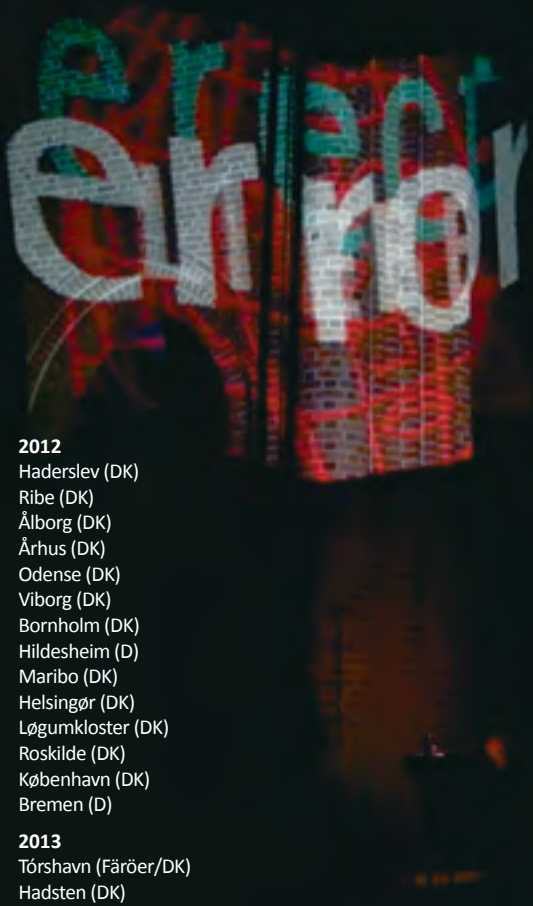 error
2012
Haderslev (DK)
Ribe (DK)
Ålborg (DK)
Århus (DK)
Odense (DK)
Viborg (DK)
Bornholm (DK)
Hildesheim (D)
Maribo (DK)
Helsingør (DK)
Løgumkloster (DK)
Roskilde (DK)
København (DK)
Bremen (D)
2013
Tórshavn (Färöer/DK)
Hadsten (DK)